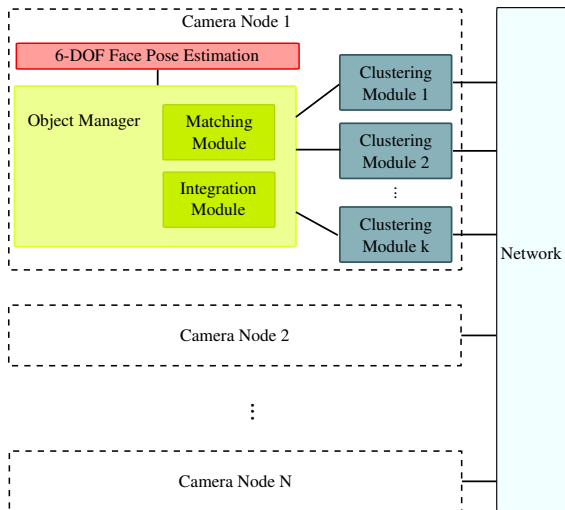 Camera Node 1
6-DOF Face Pose Estimation
Object Manager
Matching
Module
Integration
Module
Clustering
Module 1
Clustering
Module 2
...
Clustering
Module k
Network
Camera Node 2
...
Camera Node N